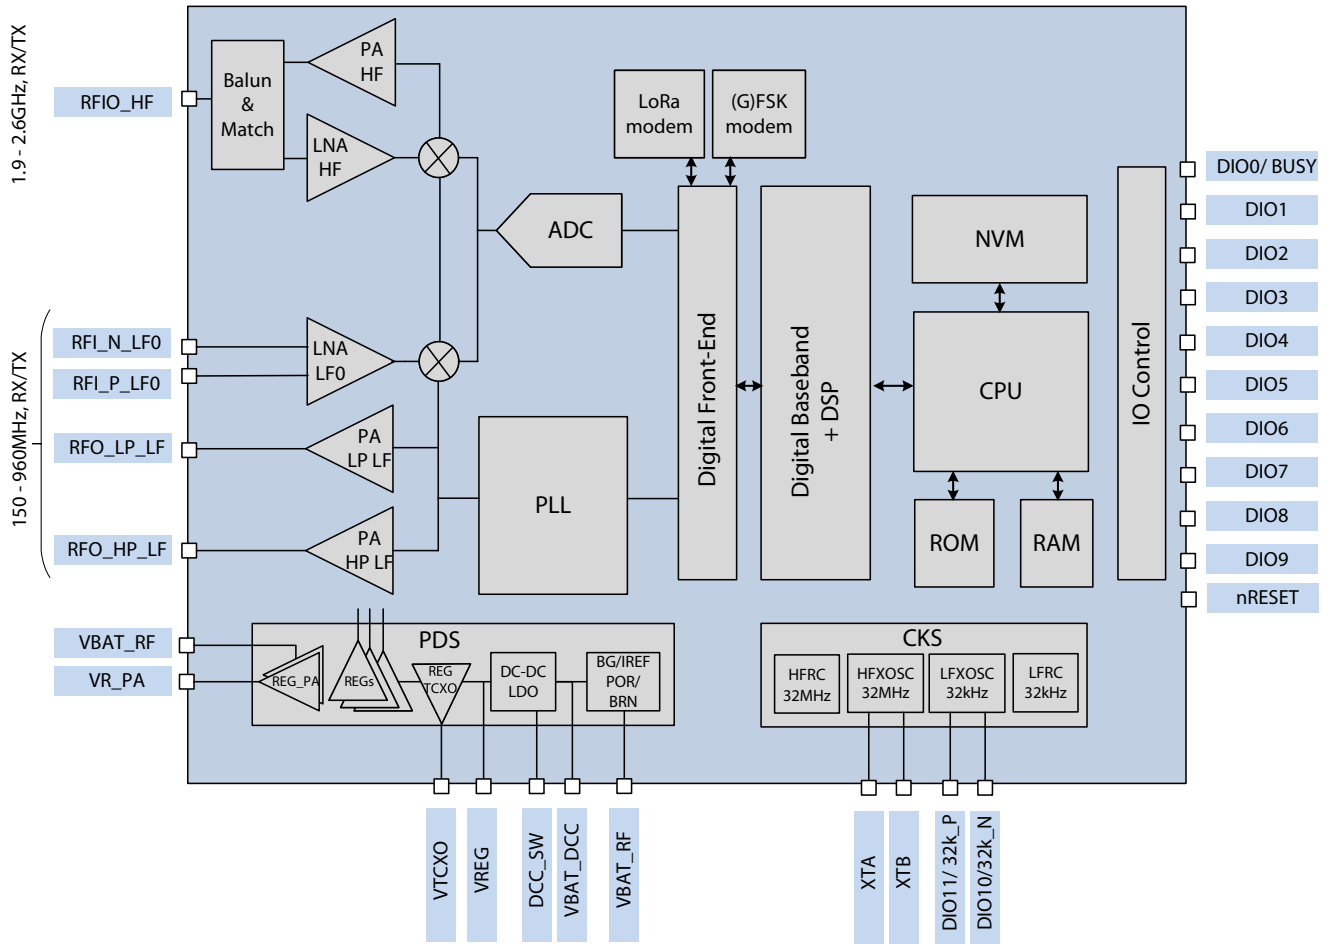 1.9 - 2.6GHz, RX/TX
RFIO_HF
Balun
&
Match
PA
HF
LNA
HF
LoRa
modem
(G)FSK
modem
ADC
150 - 960MHz, RX/TX
RFI_N_LF0
RFI_P_LF0
RFO_LP_LF
RFO_HP_LF
LNA
LF0
PA
LP LF
PA
HP LF
PLL
Digital Front-End
Digital Baseband
+ DSP
NVM
CPU
ROM
RAM
IO Control
DIO0/ BUSY
DIO1
DIO2
DIO3
DIO4
DIO5
DIO6
DIO7
DIO8
DIO9
nRESET
VBAT_RF
VR_PA
PDS
REG_PA
REGs
REG
TCXO
DC-DC
LDO
BG/IREF
POR/
BRN
CKS
HFRC
32MHz
HFXOSC
32MHz
LFXOSC
32kHz
LFRC
32kHz
VTCXO
VREG
DCC_SW
VBAT_DCC
VBAT_RF
XTA
XTB
DIO11/ 32k_P
DIO10/32k_N